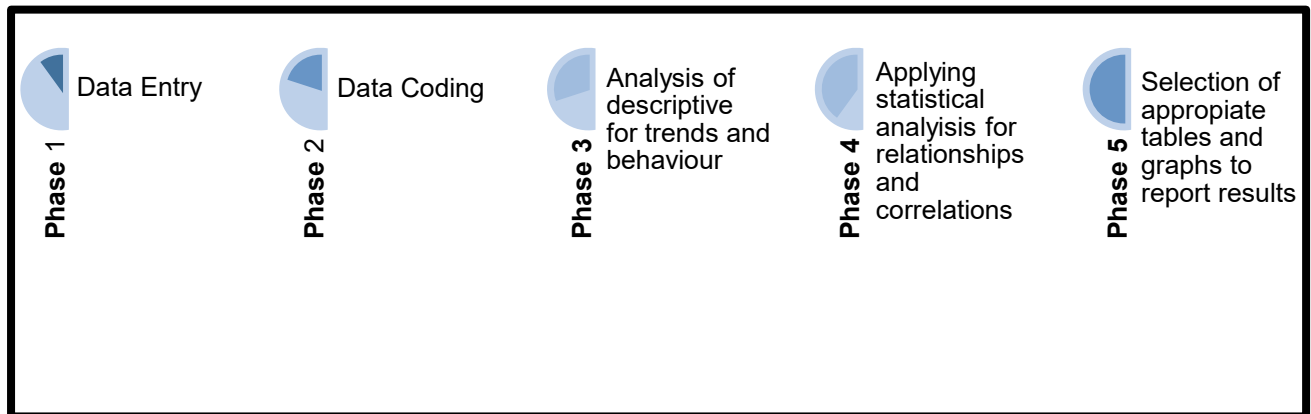 Phase 1
Data Entry
Phase 2
Data Coding
Phase 3
Analysis of
descriptive
for trends and
behaviour
Phase 4
Applying
statistical
analyisis for
relationships
and
correlations
Phase 5
Selection of
appropiate
tables and
graphs to
report results